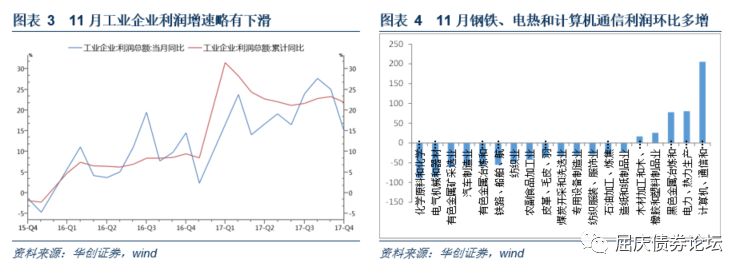 图表 3 11 月工业企业利润增速略有下滑
工业企业:利润总额:当月同比 工业企业:利润总额:累计同比
30 30
25 25
20 20
15 15
10 10
5 5
0 0
-5 -5
15-Q4 16-Q1 16-Q2 16-Q3 16-Q4 17-Q1 17-Q2 17-Q3 17-Q4
资料来源:华创证券,wind
图表 4 11 月钢铁、电热和计算机通信利润环比多增
250
200
150
100
50
0
-50
-100
-150
-200
-250
化学原料和化学…
电气机械和器材…
有色金属矿采选业
汽车制造业
有色金属冶炼和…
铁路、船舶、航…
纺织业
农副食品加工业
皮革、毛皮、羽…
煤炭开采和洗选业
专用设备制造业
纺织服装、服饰业
石油加工、炼焦…
造纸和纸制品业
木材加工和木、…
橡胶和塑料制品业
黑色金属冶炼和…
电力、热力生产…
计算机、通信和…
资料来源:华创证券,wind
屈庆债券论坛